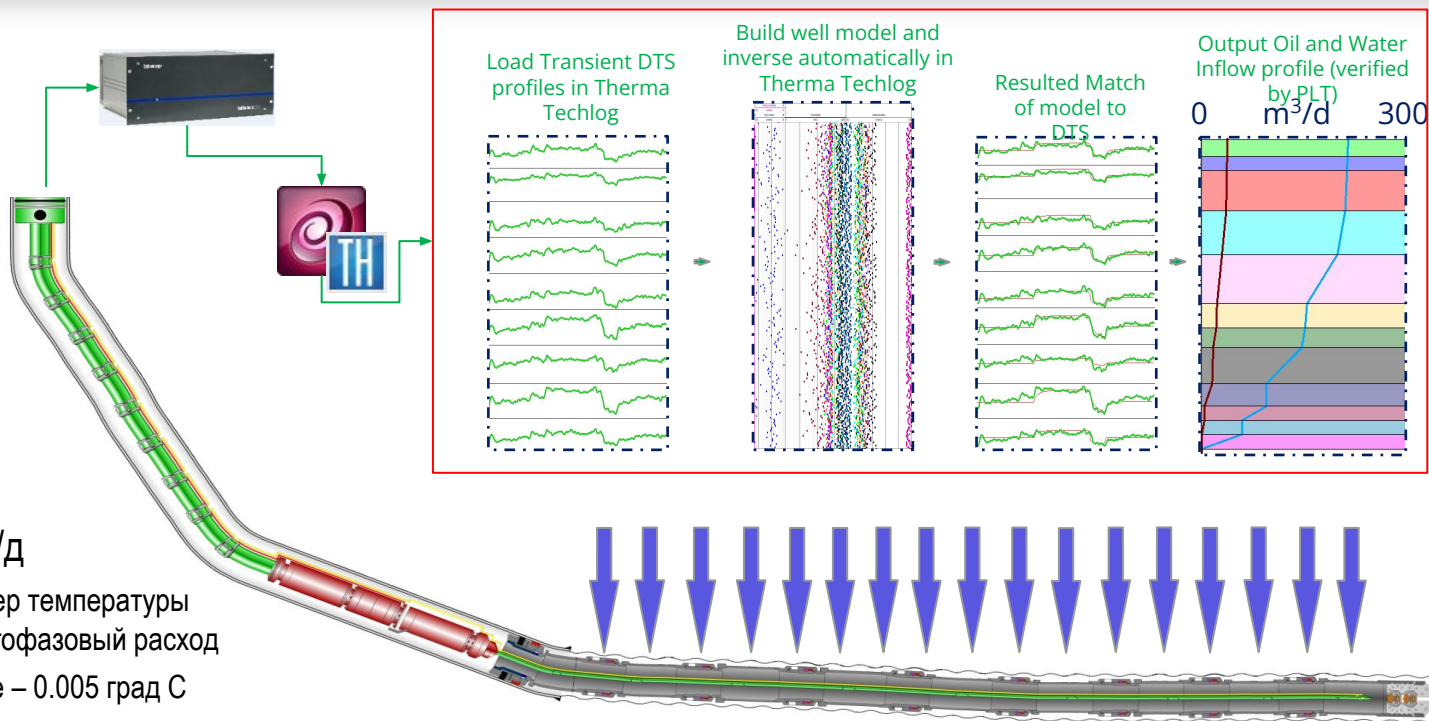 Load Transient DTS
profiles in Therma
Techlog
Build well model and
inverse automatically in
Therma Techlog
Resulted Match
of model to
DTS
Output Oil and Water
Inflow profile (verified
by PLT)
0 m³/d 300
TH
/д
ер температуры
гофазовый расход
е – 0.005 град С